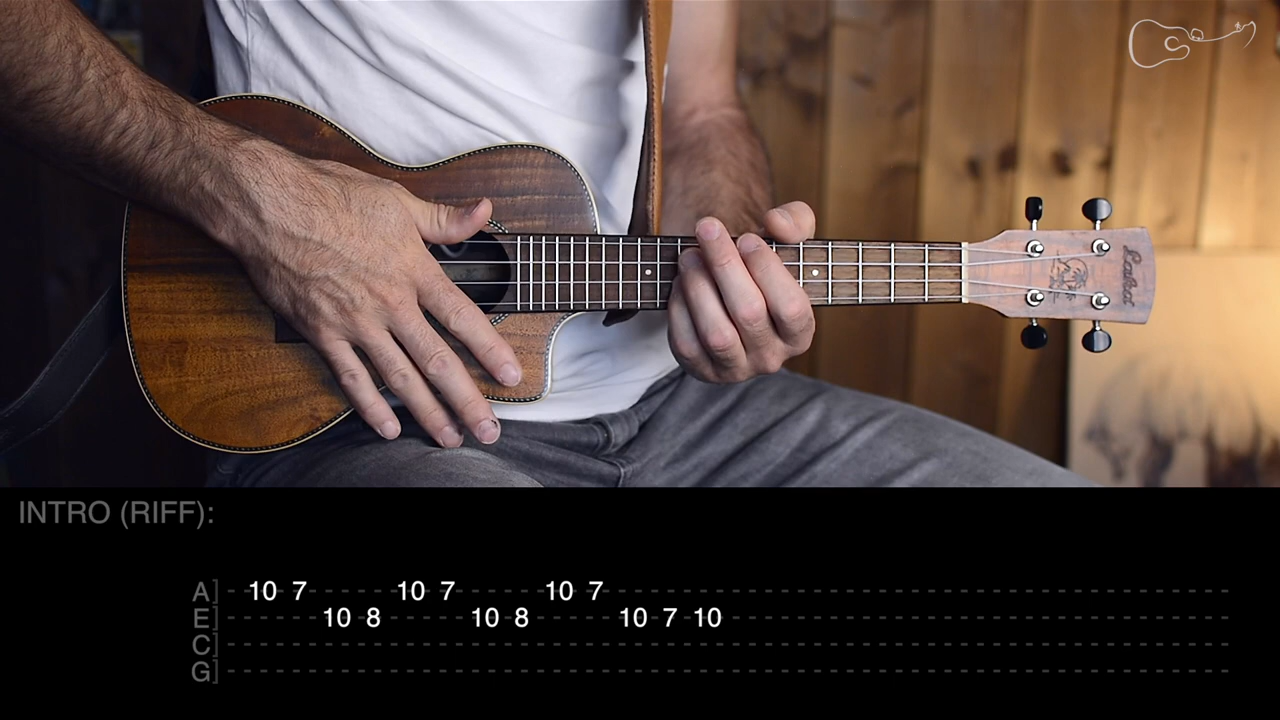 INTRO (RIFF):
A] 10 7 10 7 10 7
E] 10 8 10 8 10 7 10
C]
G]